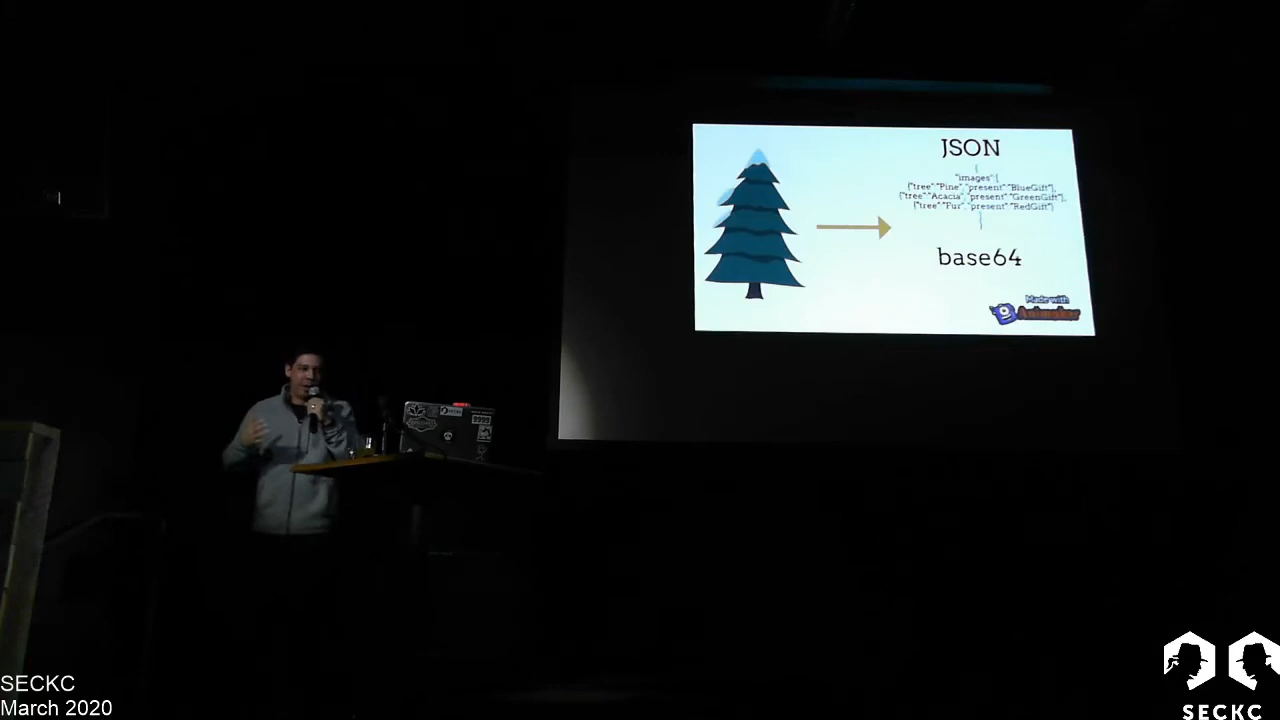 JSON
{
"images":[
{"tree":"Pine","present":"BlueGift"},
{"tree":"Acacia","present":"GreenGift"},
{"tree":"Fur","present":"RedGift"}
}
base64
Made with
Animaker
SECKC
March 2020
SECKC